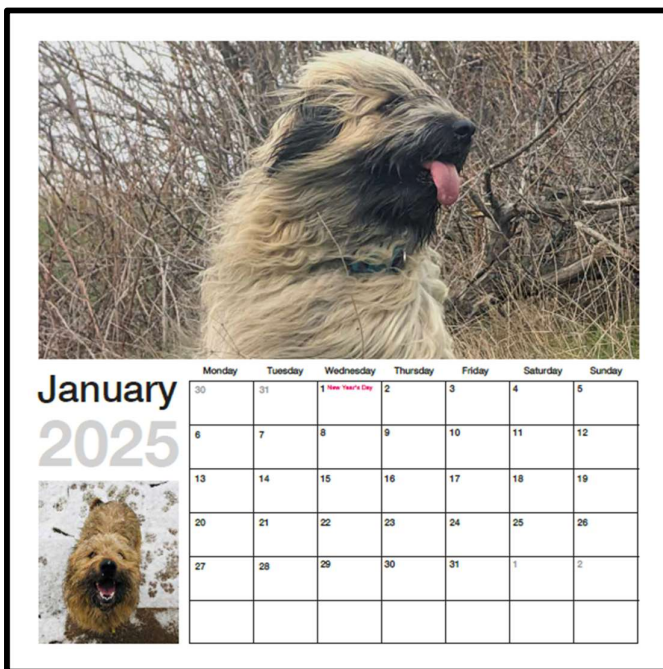 January
2025
Monday Tuesday Wednesday Thursday Friday Saturday Sunday
30 31 1 New Year's Day 2 3 4 5
6 7 8 9 10 11 12
13 14 15 16 17 18 19
20 21 22 23 24 25 26
27 28 29 30 31 1 2